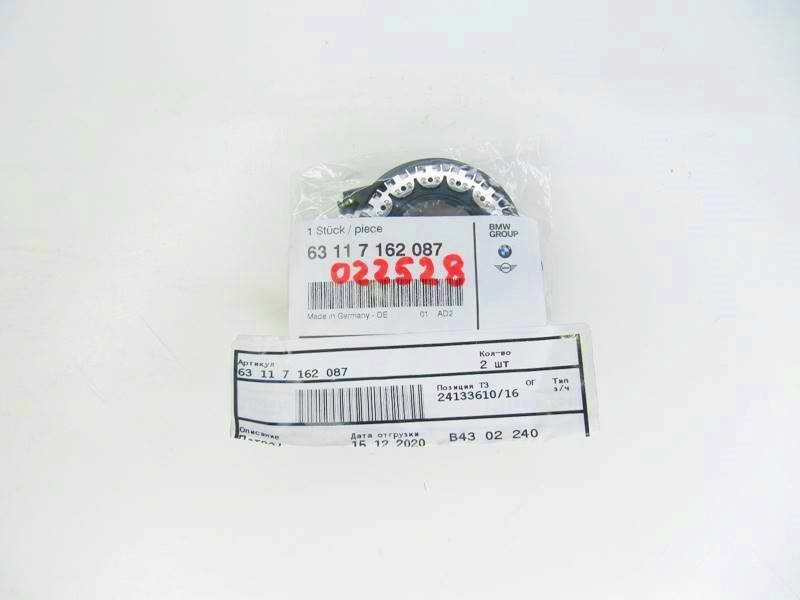 1 Stück / piece
BMW
GROUP
63 11 7 162 087
022528
Made in Germany - DE 01 AD2
Артикул Кол-во
63 11 7 162 087 2 шт
Позиция ТЗ ОГ Тип
24133610/16 з/ч
Описание Дата отгрузки B43 02 240
15.12.2020